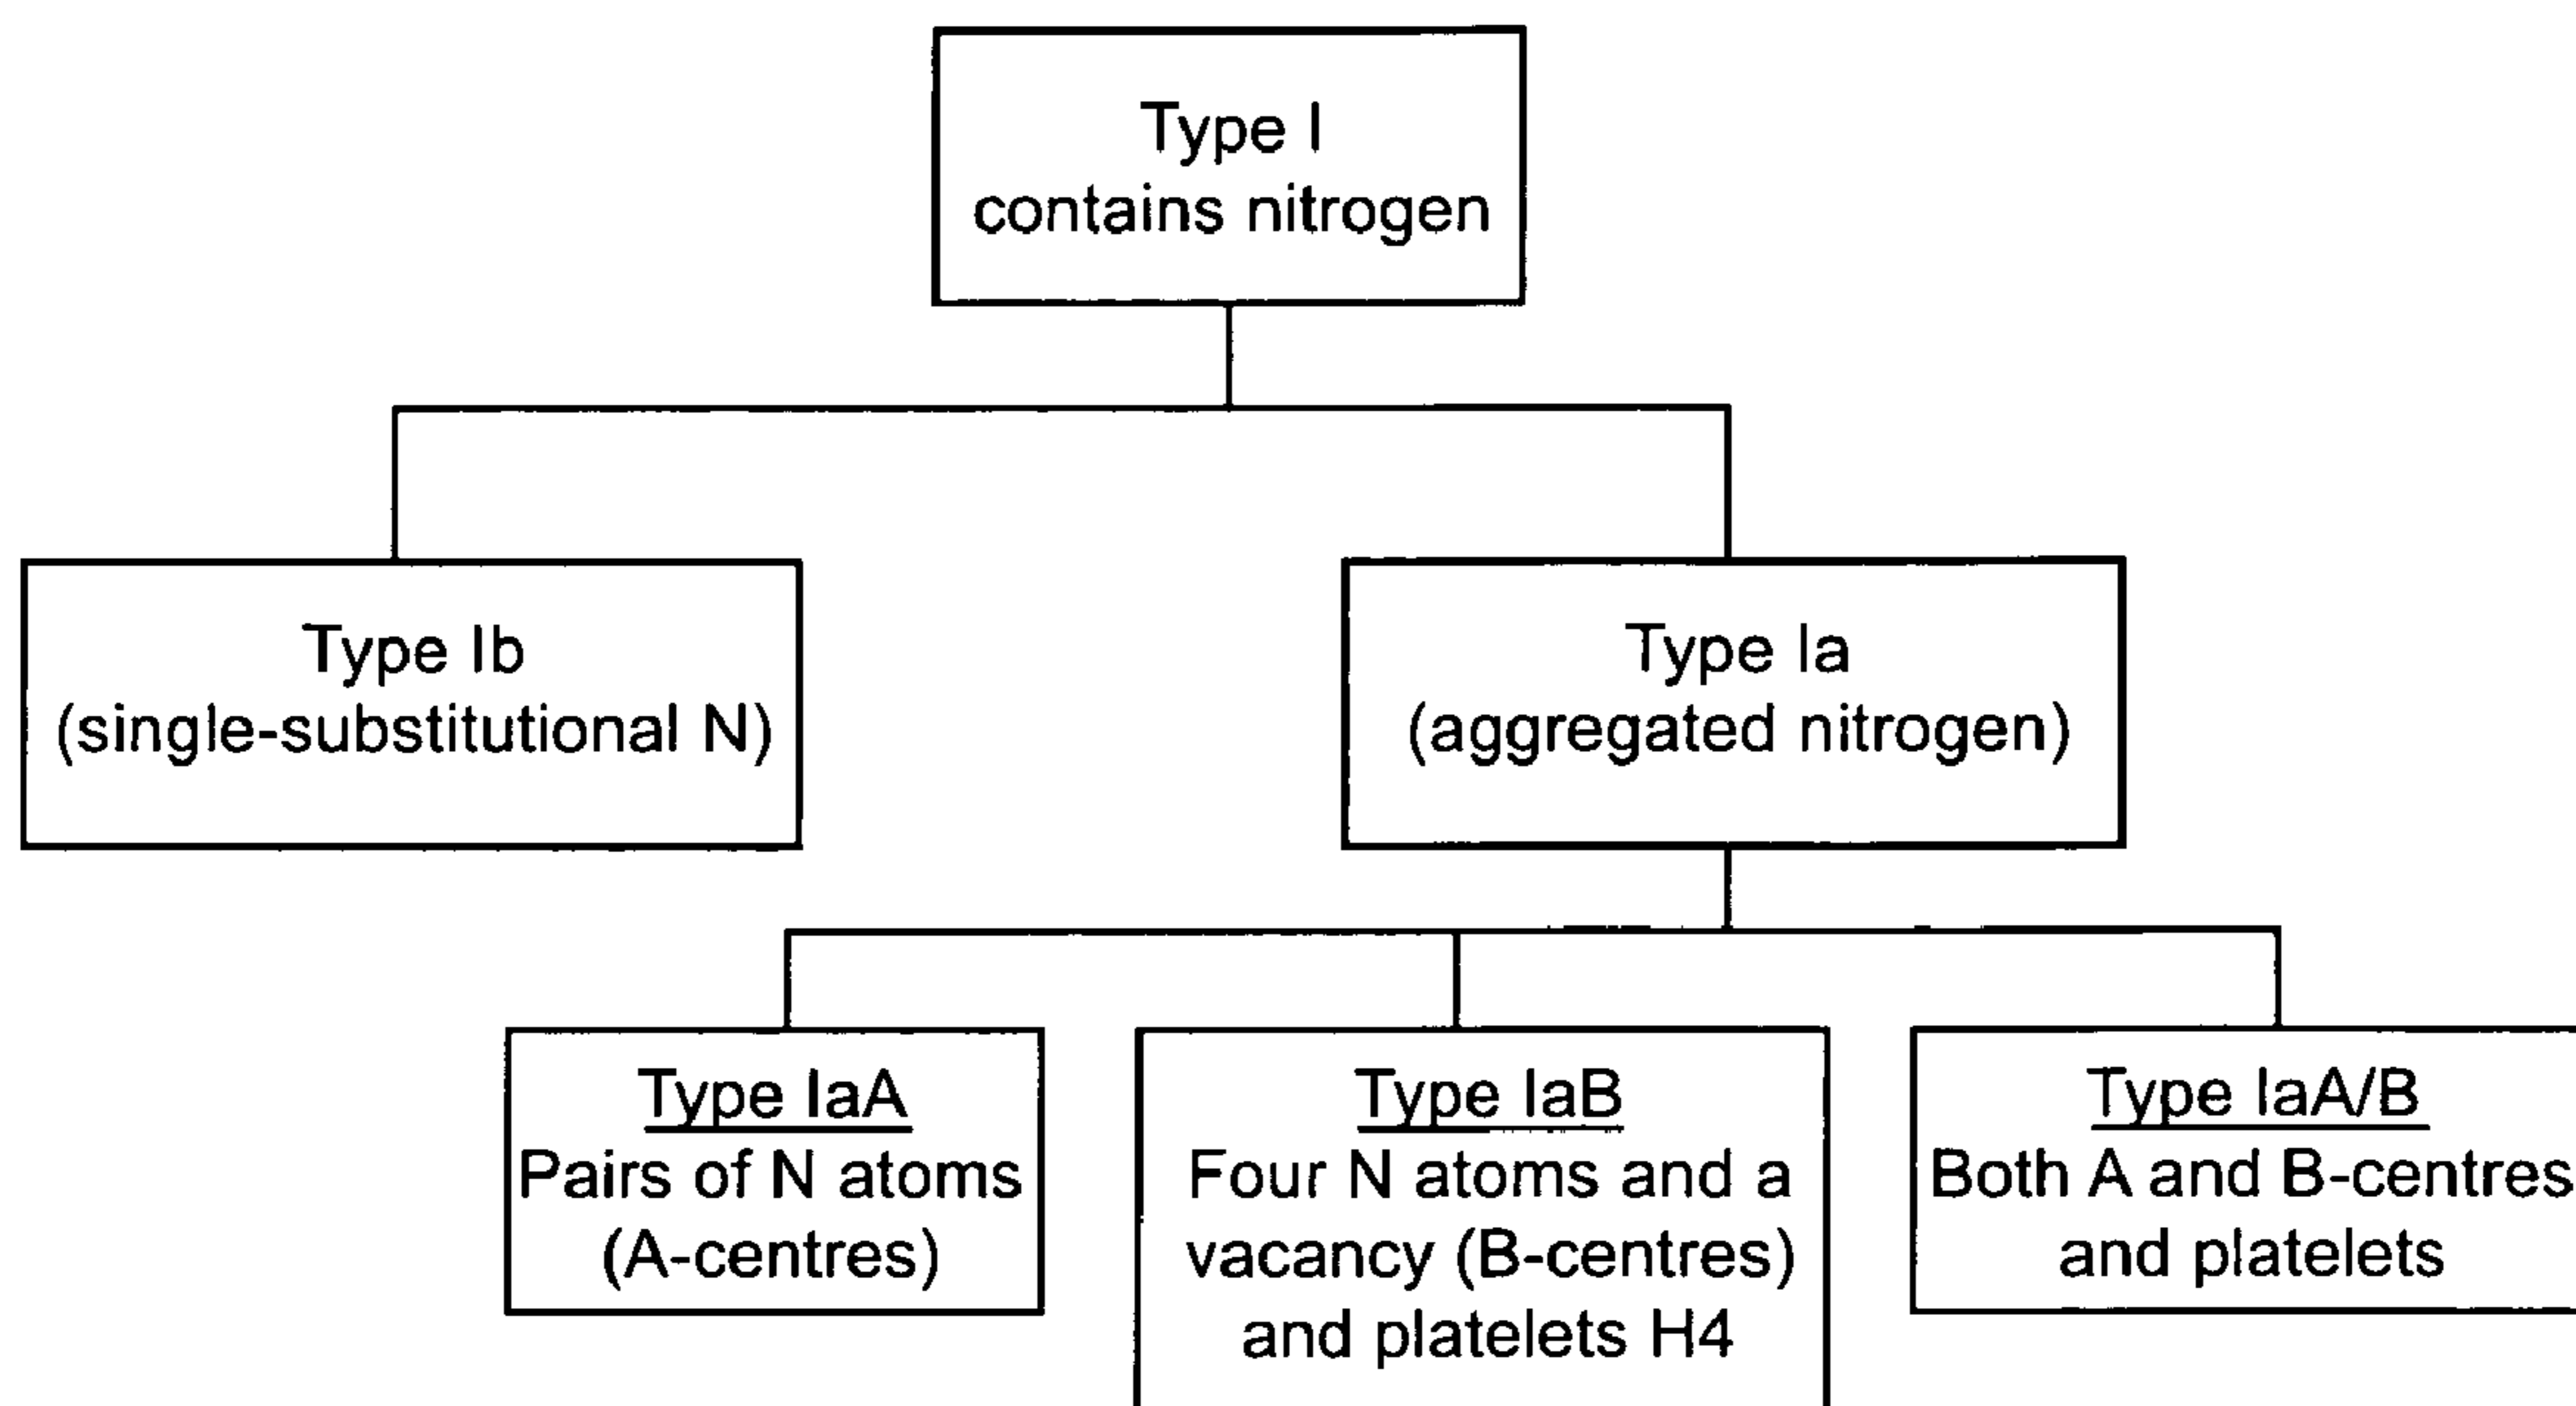 Type I
contains nitrogen
Type Ib
(single-substitutional N)
Type Ia
(aggregated nitrogen)
Type IaA
Pairs of N atoms
(A-centres)
Type IaB
Four N atoms and a
vacancy (B-centres)
and platelets H4
Type IaA/B
Both A and B-centres
and platelets